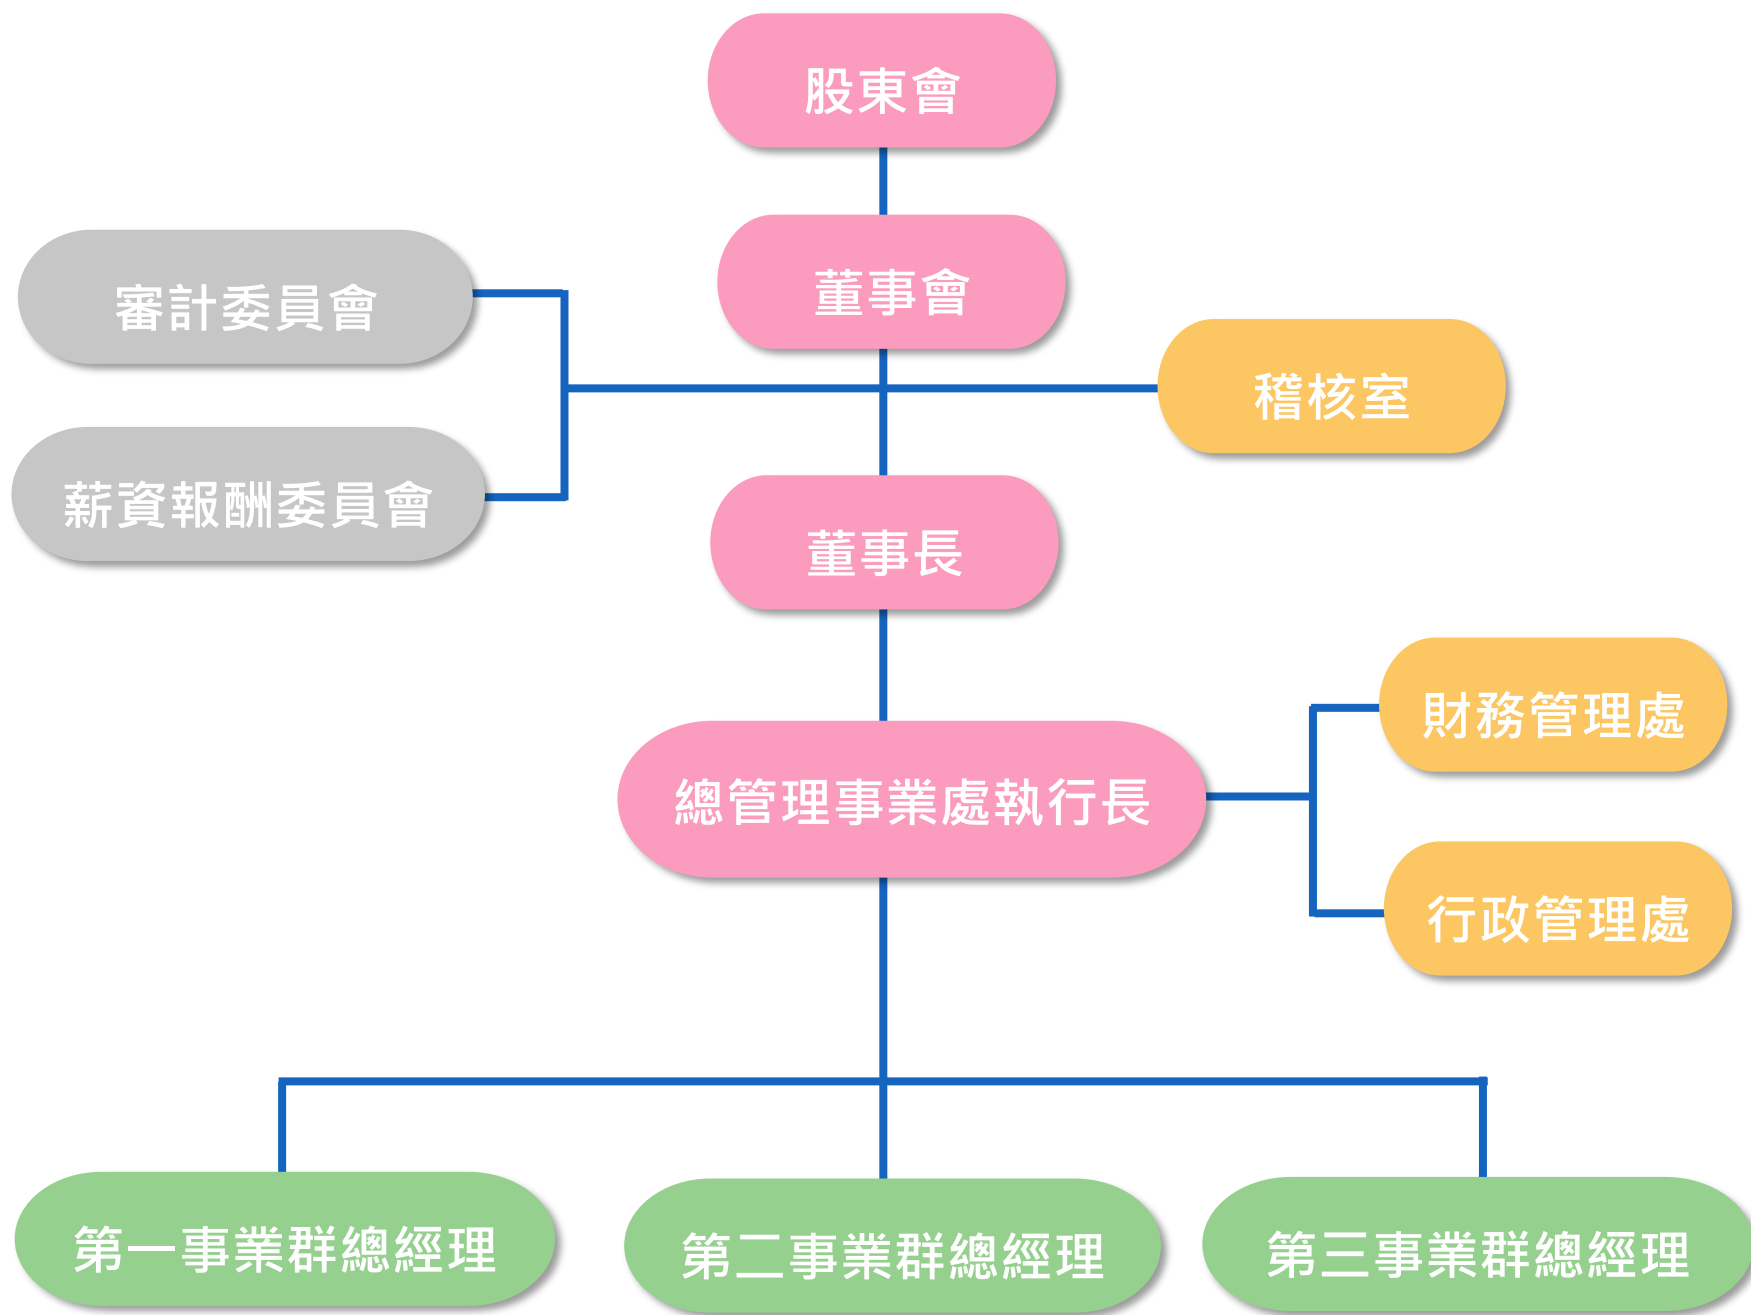 股東會
董事會
審計委員會
稽核室
薪資報酬委員會
董事長
財務管理處
總管理事業處執行長
行政管理處
第一事業群總經理
第二事業群總經理
第三事業群總經理